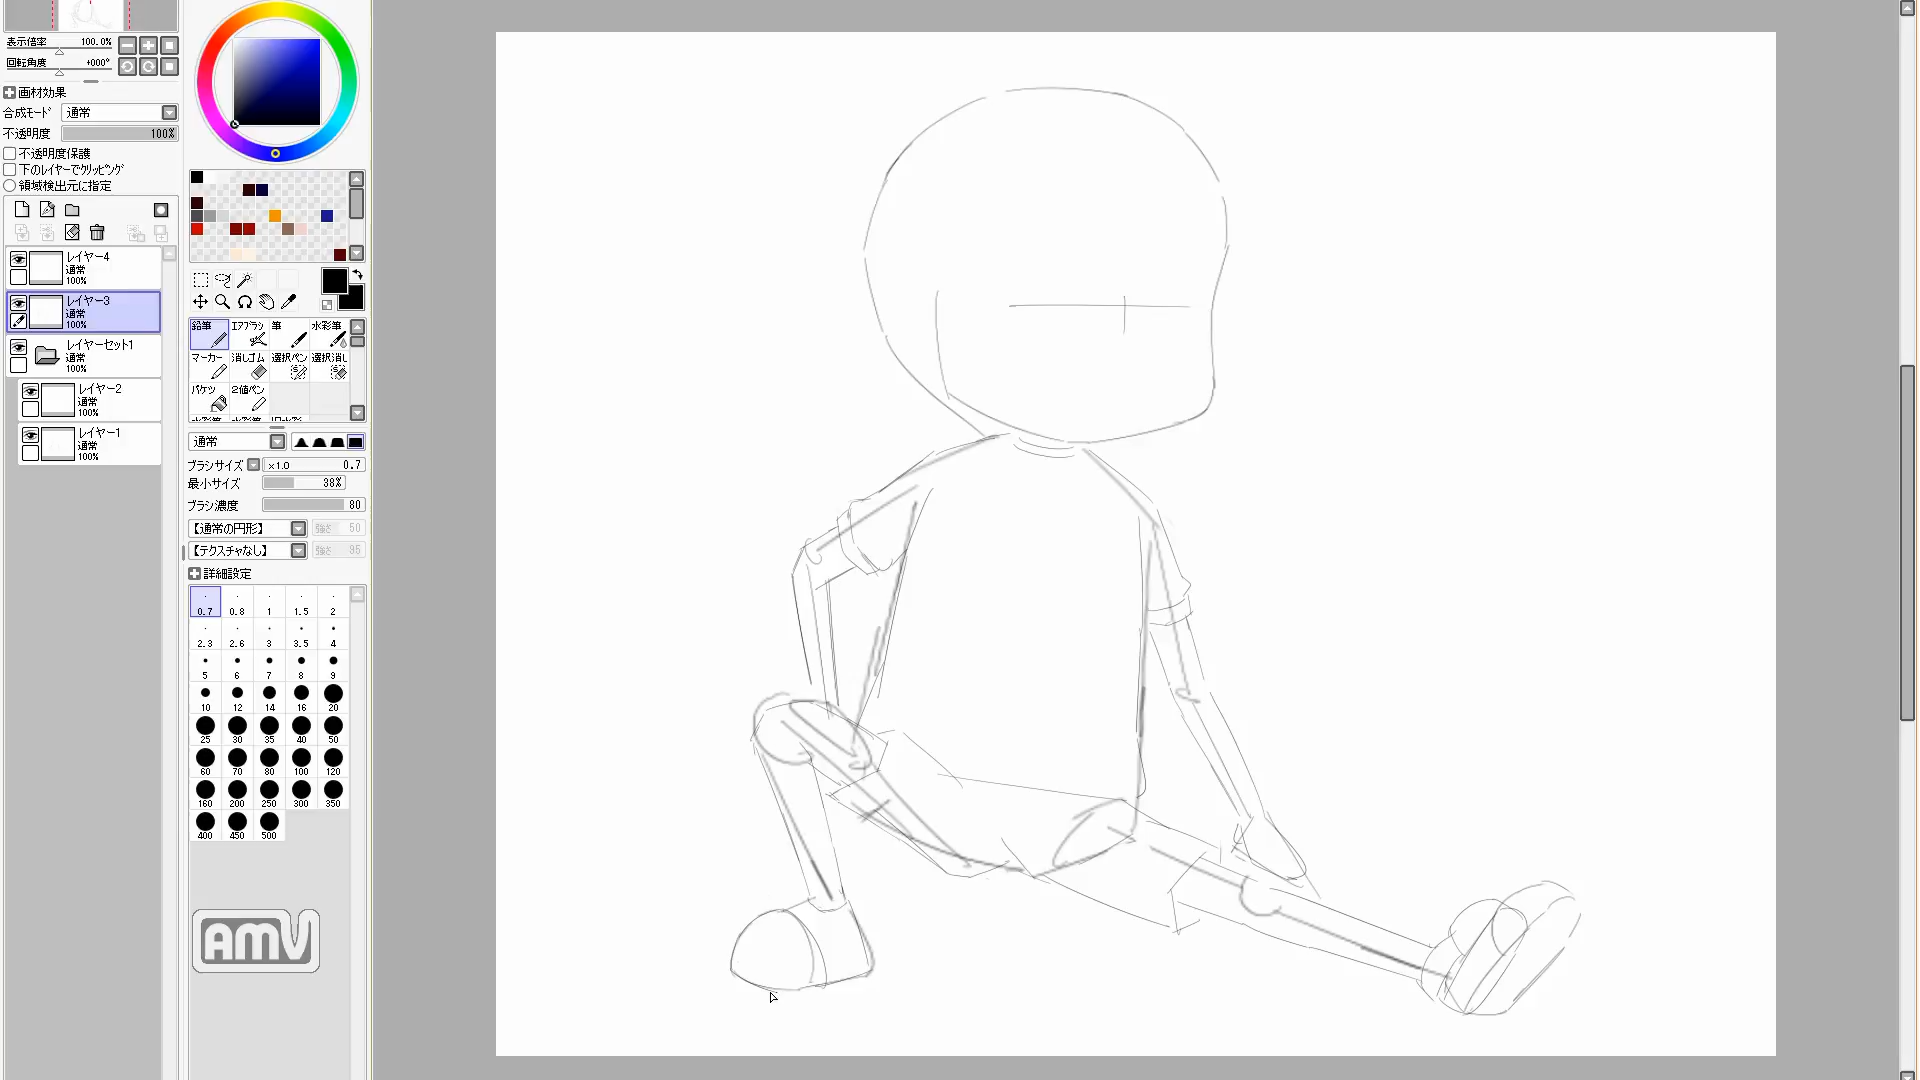 表示倍率 100.0%
回転角度 +000°
画材効果
合成モード 通常
不透明度 100%
不透明度保護
下のレイヤーでクリッピング
領域検出元に指定
レイヤー4
通常
100%
レイヤー3
通常
100%
レイヤーセット1
通常
100%
レイヤー2
通常
100%
レイヤー1
通常
100%
鉛筆 エアブラシ 筆 水彩筆
マーカー 消しゴム 選択ペン 選択消し
バケツ 2値ペン
通常
ブラシサイズ ×1.0 0.7
最小サイズ 38%
ブラシ濃度 80
【通常の円形】 強さ 50
【テクスチャなし】 強さ 95
詳細設定
0.7 0.8 1 1.5 2
2.3 2.6 3 3.5 4
5 6 7 8 9
10 12 14 16 20
25 30 35 40 50
60 70 80 100 120
160 200 250 300 350
400 450 500
AMV